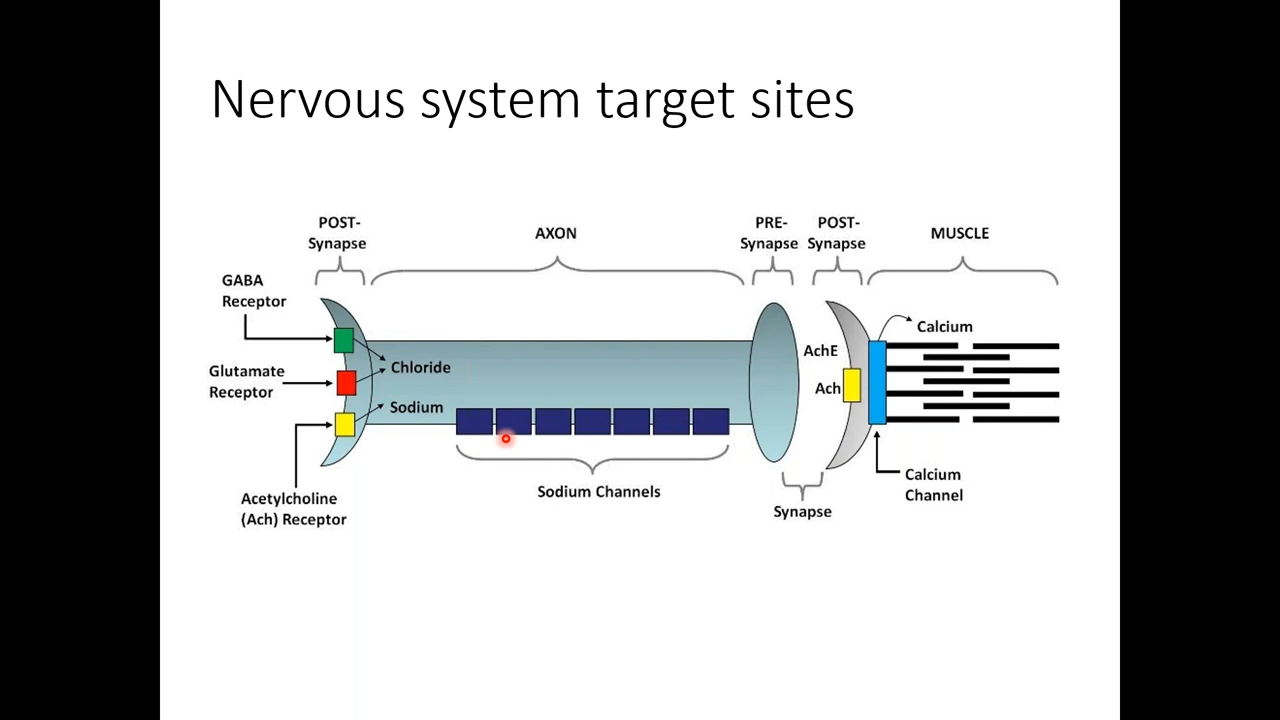 Nervous system target sites
POST-
Synapse
AXON
PRE-
Synapse
POST-
Synapse
MUSCLE
GABA
Receptor
Glutamate
Receptor
Acetylcholine
(Ach) Receptor
Chloride
Sodium
Sodium Channels
AchE
Ach
Synapse
Calcium
Calcium
Channel